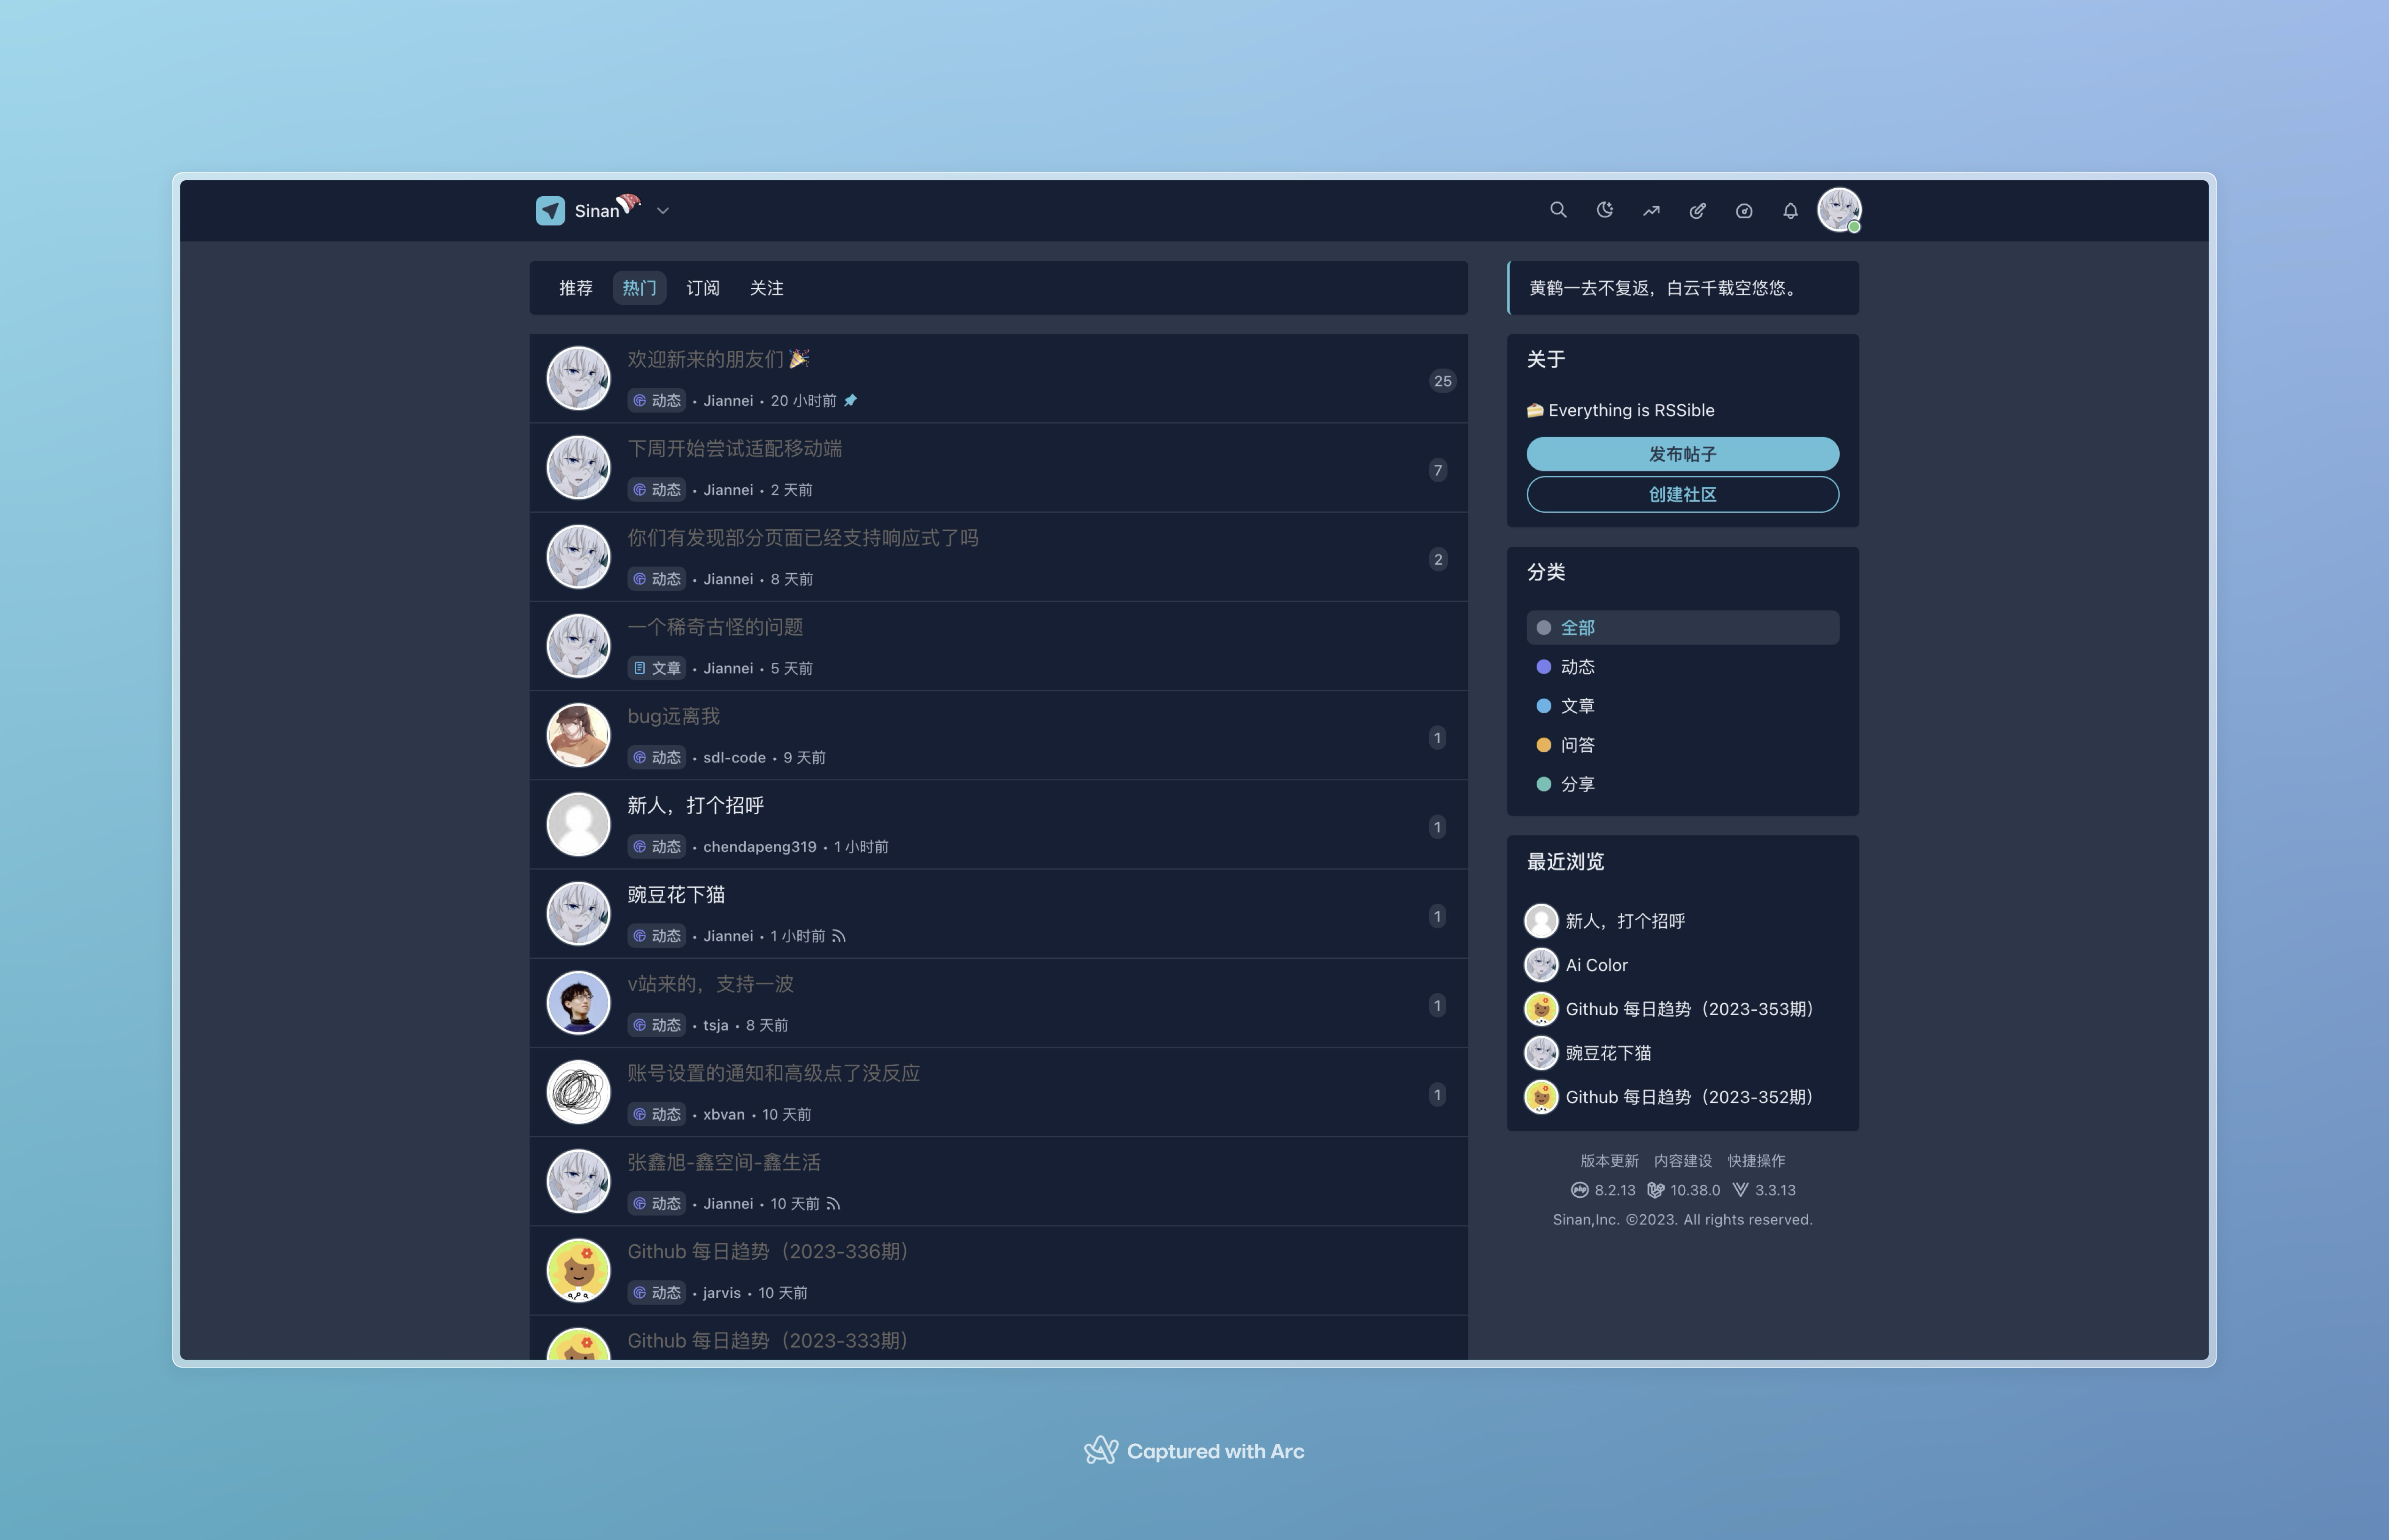 Sinan
推荐 热门 订阅 关注
欢迎新来的朋友们🎉
动态 • Jiannei • 20 小时前
25
下周开始尝试适配移动端
动态 • Jiannei • 2 天前
7
你们有发现部分页面已经支持响应式了吗
动态 • Jiannei • 8 天前
2
一个稀奇古怪的问题
文章 • Jiannei • 5 天前
bug远离我
动态 • sdl-code • 9 天前
1
新人，打个招呼
动态 • chendapeng319 • 1 小时前
1
豌豆花下猫
动态 • Jiannei • 1 小时前
1
v站来的，支持一波
动态 • tsja • 8 天前
1
账号设置的通知和高级点了没反应
动态 • xbvan • 10 天前
1
张鑫旭-鑫空间-鑫生活
动态 • Jiannei • 10 天前
Github 每日趋势（2023-336期）
动态 • jarvis • 10 天前
Github 每日趋势（2023-333期）
黄鹤一去不复返，白云千载空悠悠。
关于
🍰 Everything is RSSible
发布帖子
创建社区
分类
全部
动态
文章
问答
分享
最近浏览
新人，打个招呼
Ai Color
Github 每日趋势（2023-353期）
豌豆花下猫
Github 每日趋势（2023-352期）
版本更新 内容建设 快捷操作
php 8.2.13 10.38.0 3.3.13
Sinan,Inc. ©2023. All rights reserved.
Captured with Arc